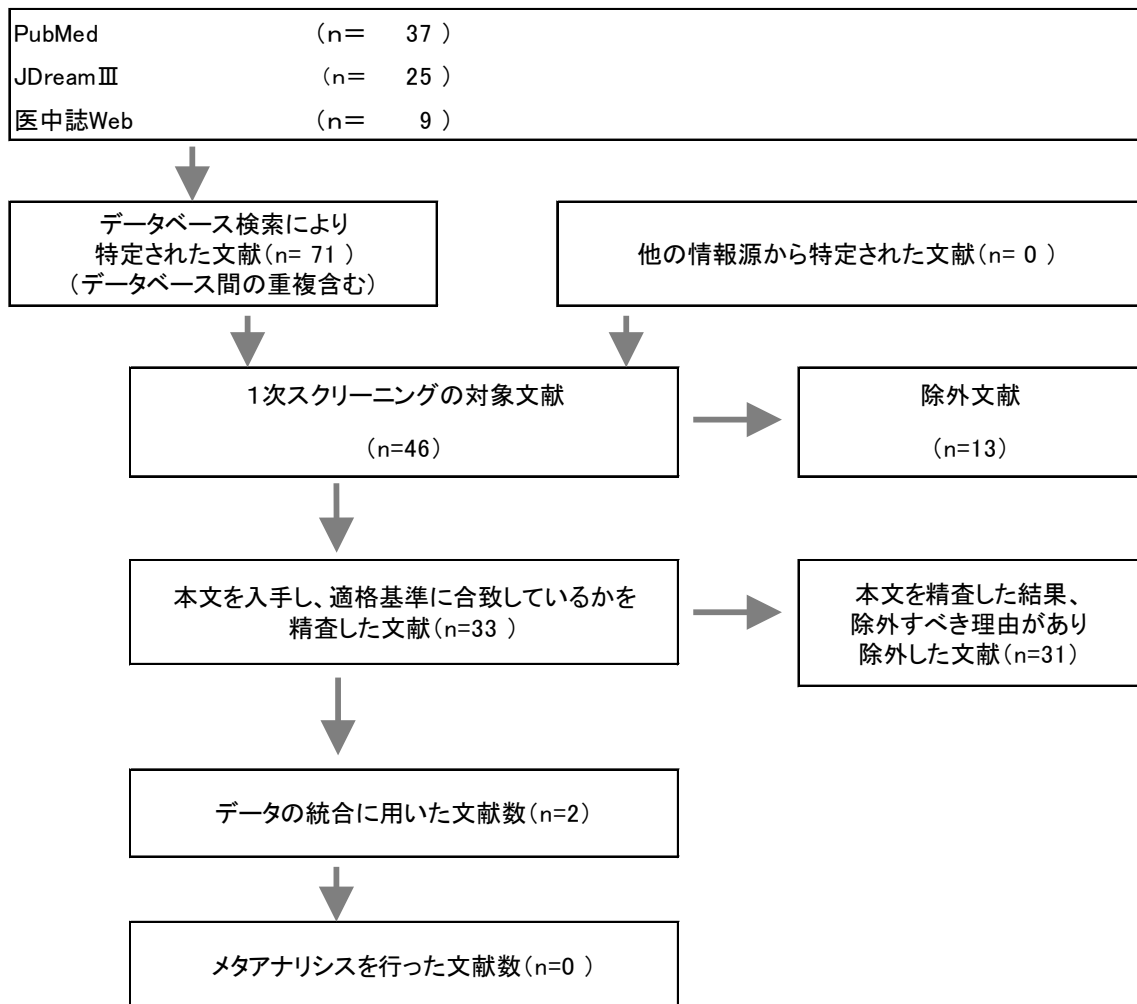 PubMed (n= 37 )
JDreamⅢ (n= 25 )
医中誌Web (n= 9 )
データベース検索により
特定された文献(n= 71 )
(データベース間の重複含む)
他の情報源から特定された文献(n= 0 )
1次スクリーニングの対象文献
(n=46)
除外文献
(n=13)
本文を入手し、適格基準に合致しているかを
精査した文献(n=33 )
本文を精査した結果、
除外すべき理由があり
除外した文献(n=31)
データの統合に用いた文献数(n=2)
メタアナリシスを行った文献数(n=0 )